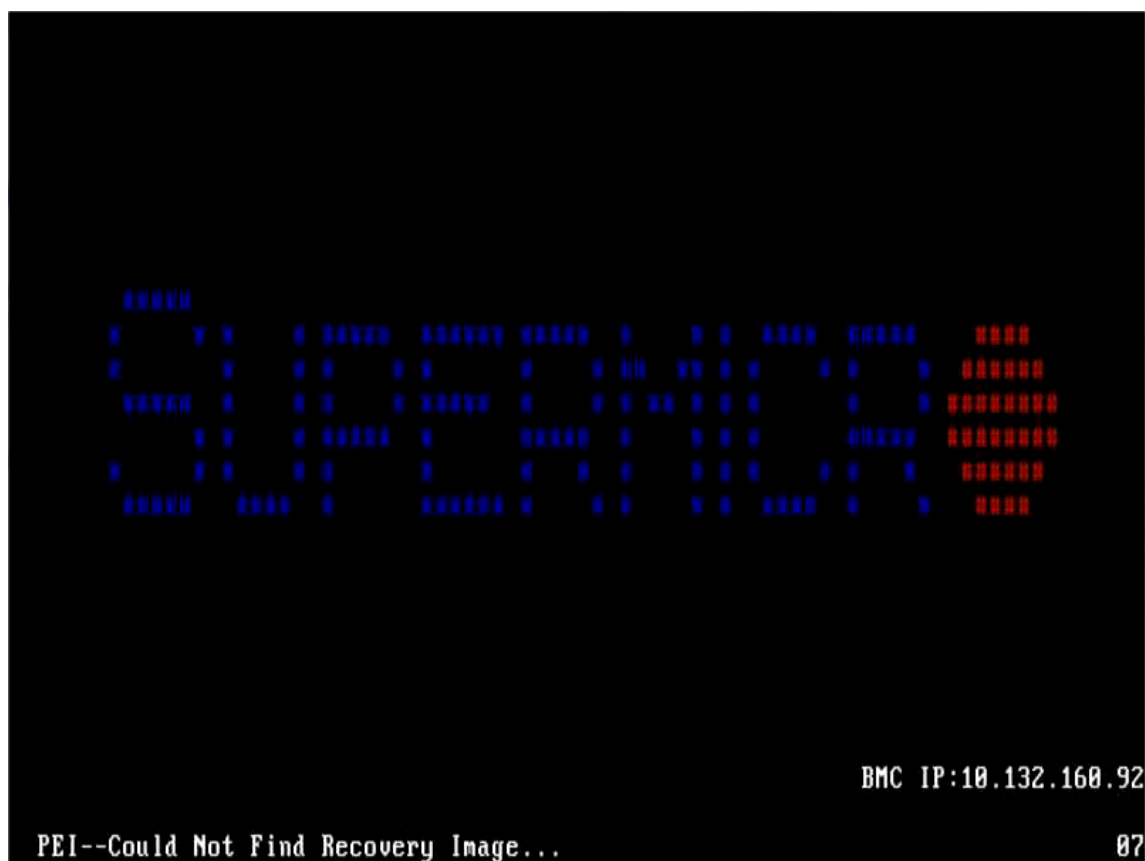 SUPERMICR
BMC IP:10.132.160.92
PEI--Could Not Find Recovery Image... 07